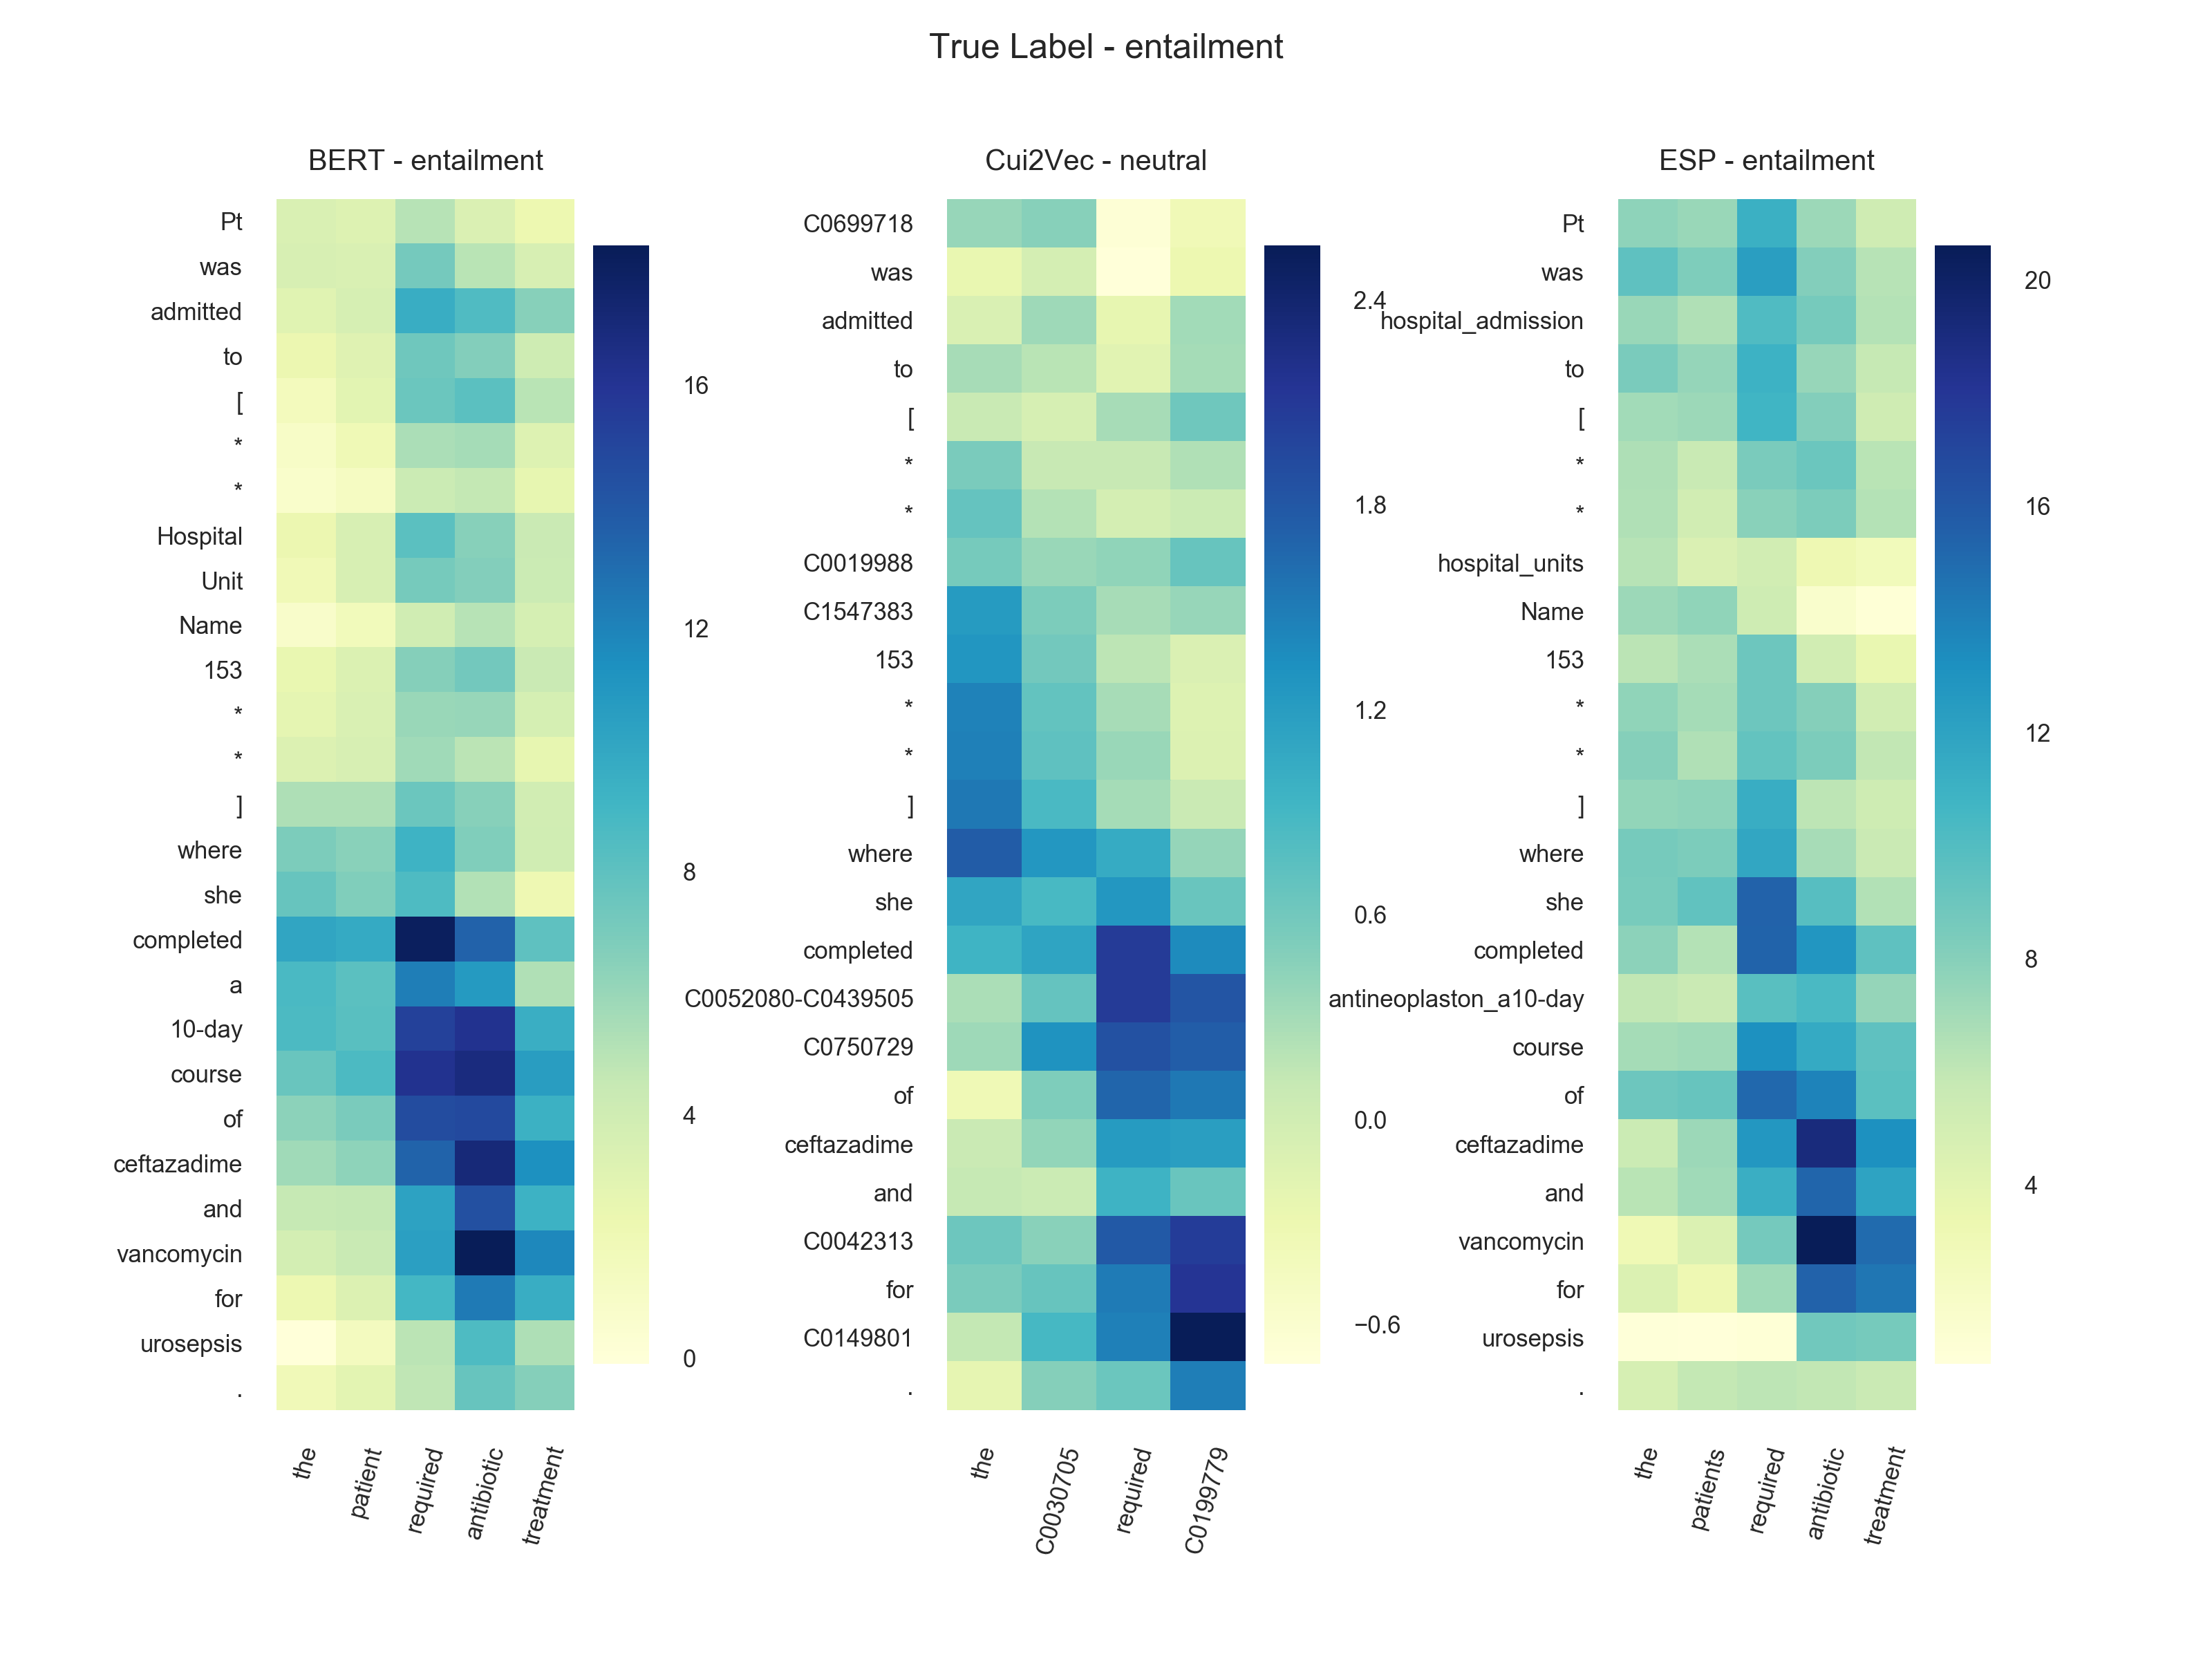 True Label - entailment
BERT - entailment
Pt
was
admitted
to
[
*
*
Hospital
Unit
Name
153
*
*
]
where
she
completed
a
10-day
course
of
ceftazadime
and
vancomycin
for
urosepsis
.
the
patient
required
antibiotic
treatment
16
12
8
4
0
Cui2Vec - neutral
C0699718
was
admitted
to
[
*
*
C0019988
C1547383
153
*
*
]
where
she
completed
C0052080-C0439505
C0750729
of
ceftazadime
and
C0042313
for
C0149801
.
the
C0030705
required
C0199779
2.4
1.8
1.2
0.6
0.0
−0.6
ESP - entailment
Pt
was
hospital_admission
to
[
*
*
hospital_units
Name
153
*
*
]
where
she
completed
antineoplaston_a10-day
course
of
ceftazadime
and
vancomycin
for
urosepsis
.
the
patients
required
antibiotic
treatment
20
16
12
8
4